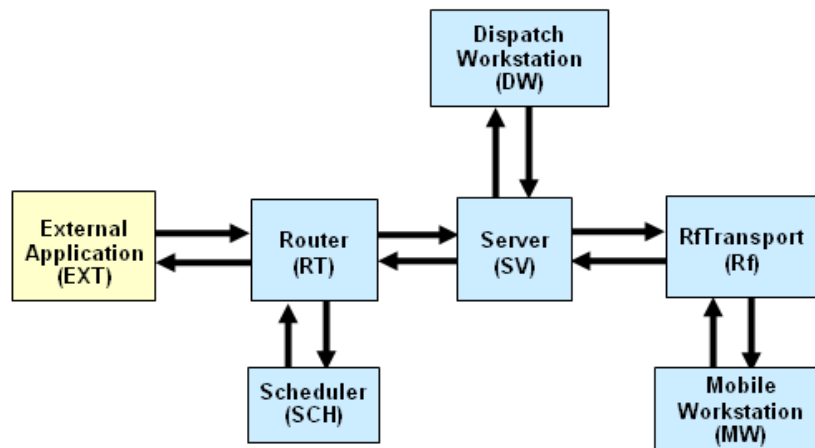 Dispatch
Workstation
(DW)
External
Application
(EXT)
Router
(RT)
Server
(SV)
RfTransport
(Rf)
Scheduler
(SCH)
Mobile
Workstation
(MW)